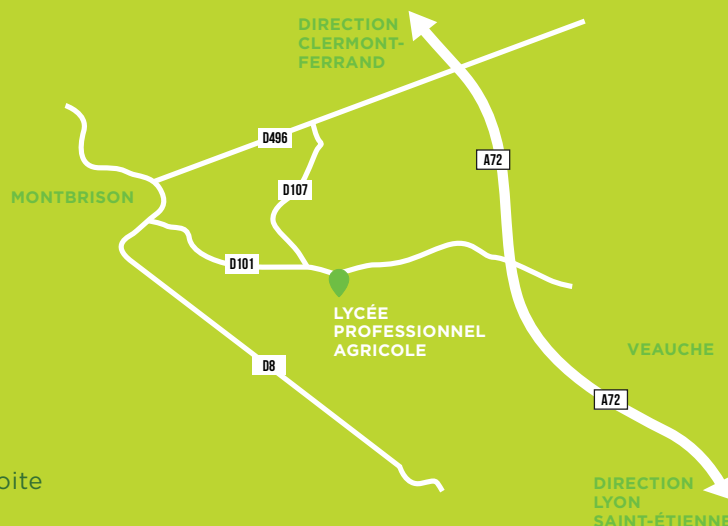 DIRECTION
CLERMONT-
FERRAND
D496
A72
D107
MONTBRISON
D101
LYCÉE
PROFESSIONNEL
AGRICOLE
VEAUCHE
D8
A72
DIRECTION
LYON
SAINT-ÉTIENNE